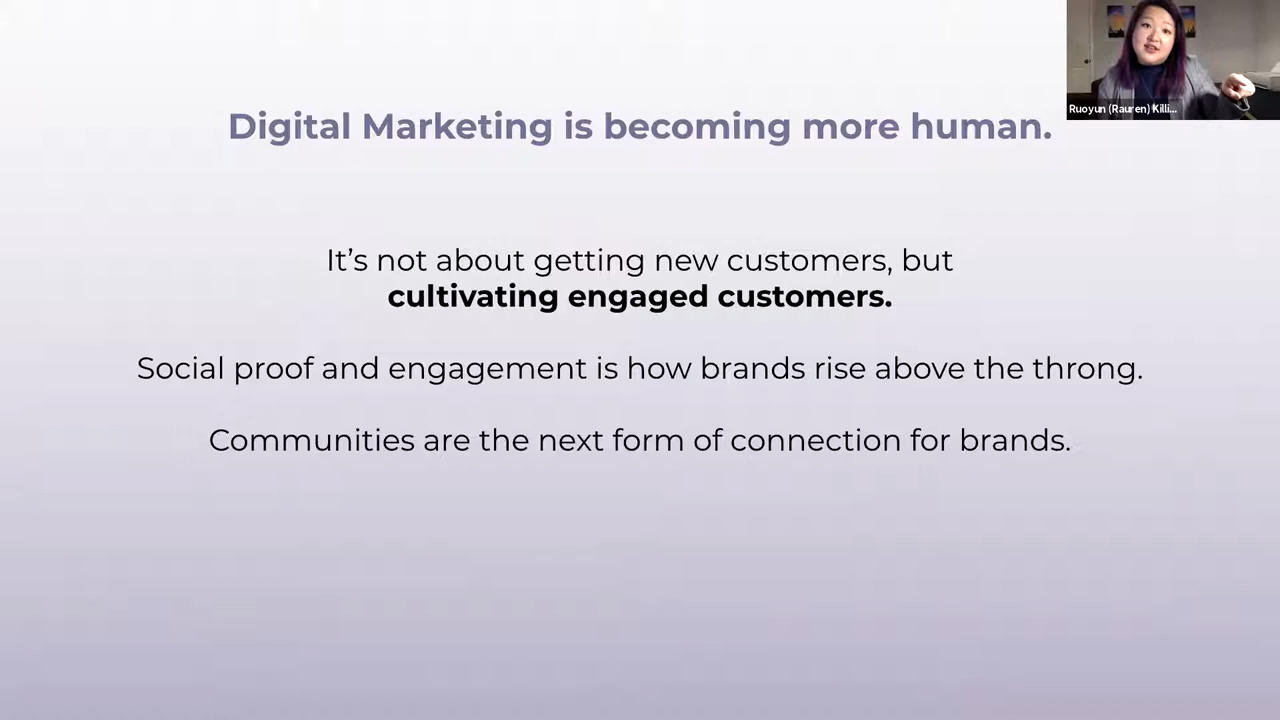 Digital Marketing is becoming more human.
Ruoyun (Rauren) Killi...
It’s not about getting new customers, but
cultivating engaged customers.
Social proof and engagement is how brands rise above the throng.
Communities are the next form of connection for brands.